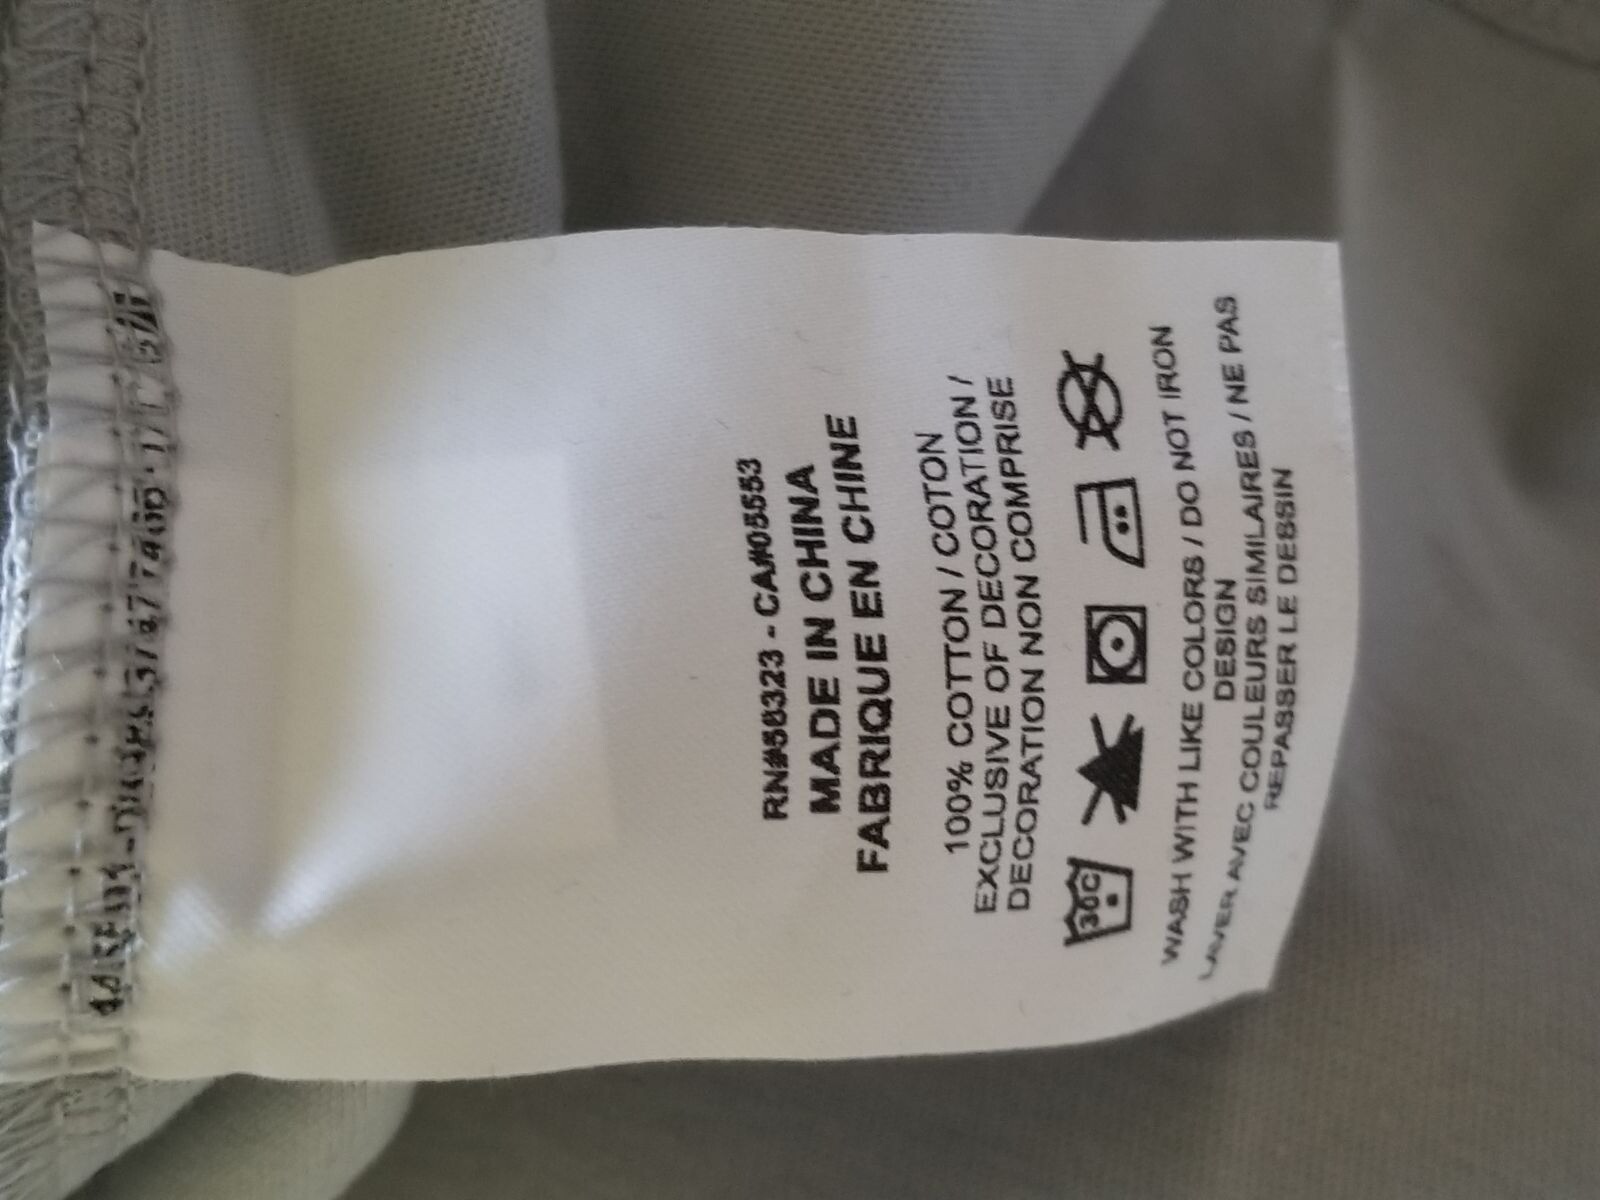 RN#58323 - CA#05553
MADE IN CHINA
FABRIQUE EN CHINE
100% COTTON / COTON
EXCLUSIVE OF DECORATION /
DECORATION NON COMPRISE
30C
WASH WITH LIKE COLORS / DO NOT IRON
DESIGN
LAVER AVEC COULEURS SIMILAIRES / NE PAS
REPASSER LE DESSIN